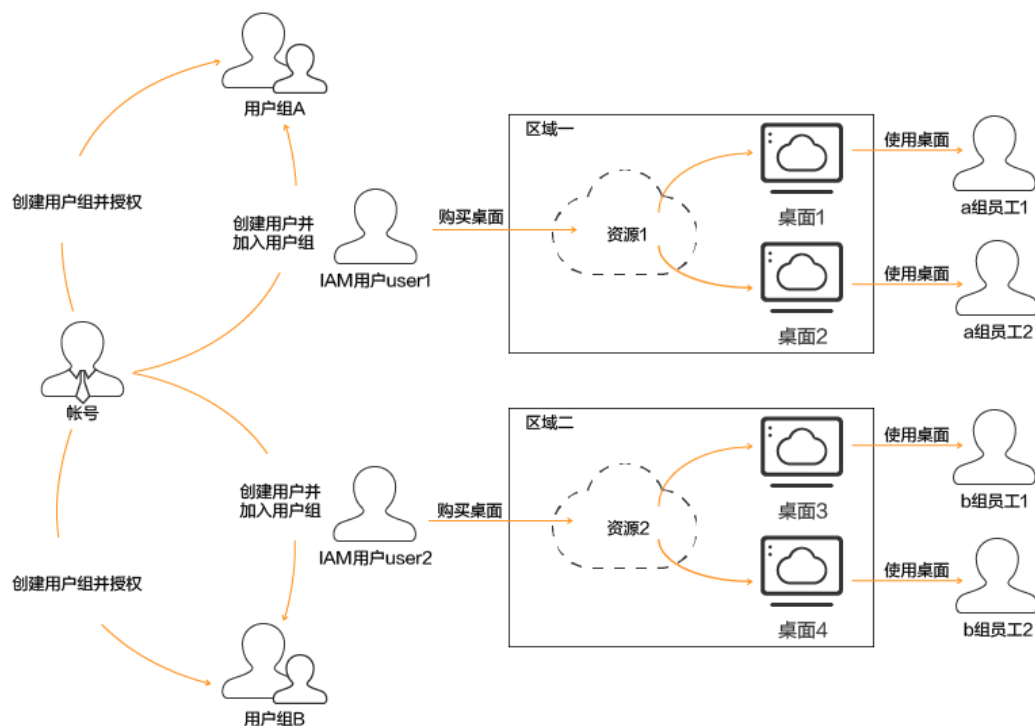 用户组A
区域一
使用桌面
创建用户组并授权
创建用户并
加入用户组
购买桌面
资源1
桌面1
a组员工1
IAM用户user1
使用桌面
桌面2
a组员工2
帐号
区域二
使用桌面
创建用户并
加入用户组
购买桌面
资源2
桌面3
b组员工1
IAM用户user2
创建用户组并授权
使用桌面
桌面4
b组员工2
用户组B